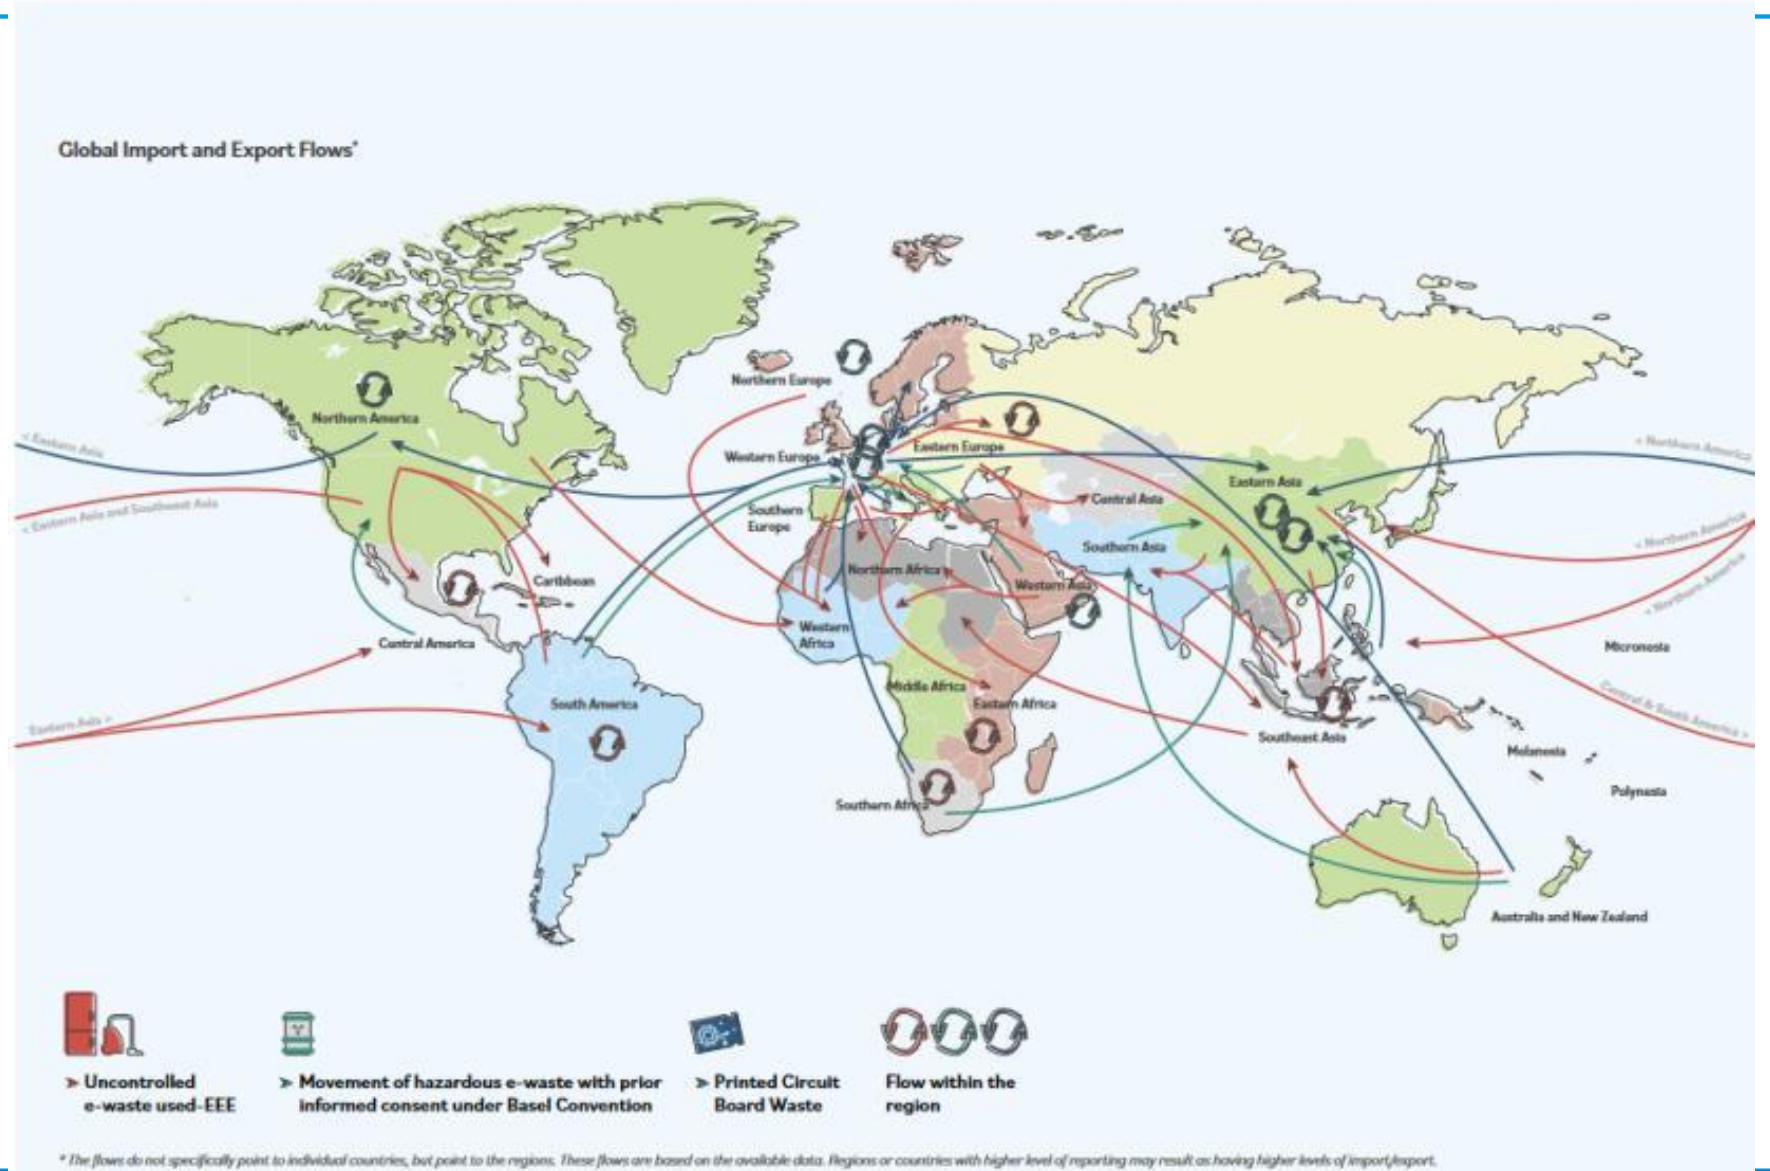 Global Import and Export Flows*
Northern Europe
Northern America
< Eastern Asia
< Northern America
Western Europe
Eastern Europe
Eastern Asia
Central Asia
< Eastern Asia and Southeast Asia
Southern
Europe
< Northern America
Southern Asia
Northern Africa
Caribbean
Western Asia
< Northern America
Western
Africa
Central America
Micronesia
Middle Africa
South America
Eastern Africa
Central & South America >
Eastern Asia >
Southeast Asia
Melanesia
Polynesia
Southern Africa
Australia and New Zealand
➤ Uncontrolled
e-waste used-EEE
➤ Movement of hazardous e-waste with prior
informed consent under Basel Convention
➤ Printed Circuit
Board Waste
Flow within the
region
* The flows do not specifically point to individual countries, but point to the regions. These flows are based on the available data. Regions or countries with higher level of reporting may result as having higher levels of import/export.